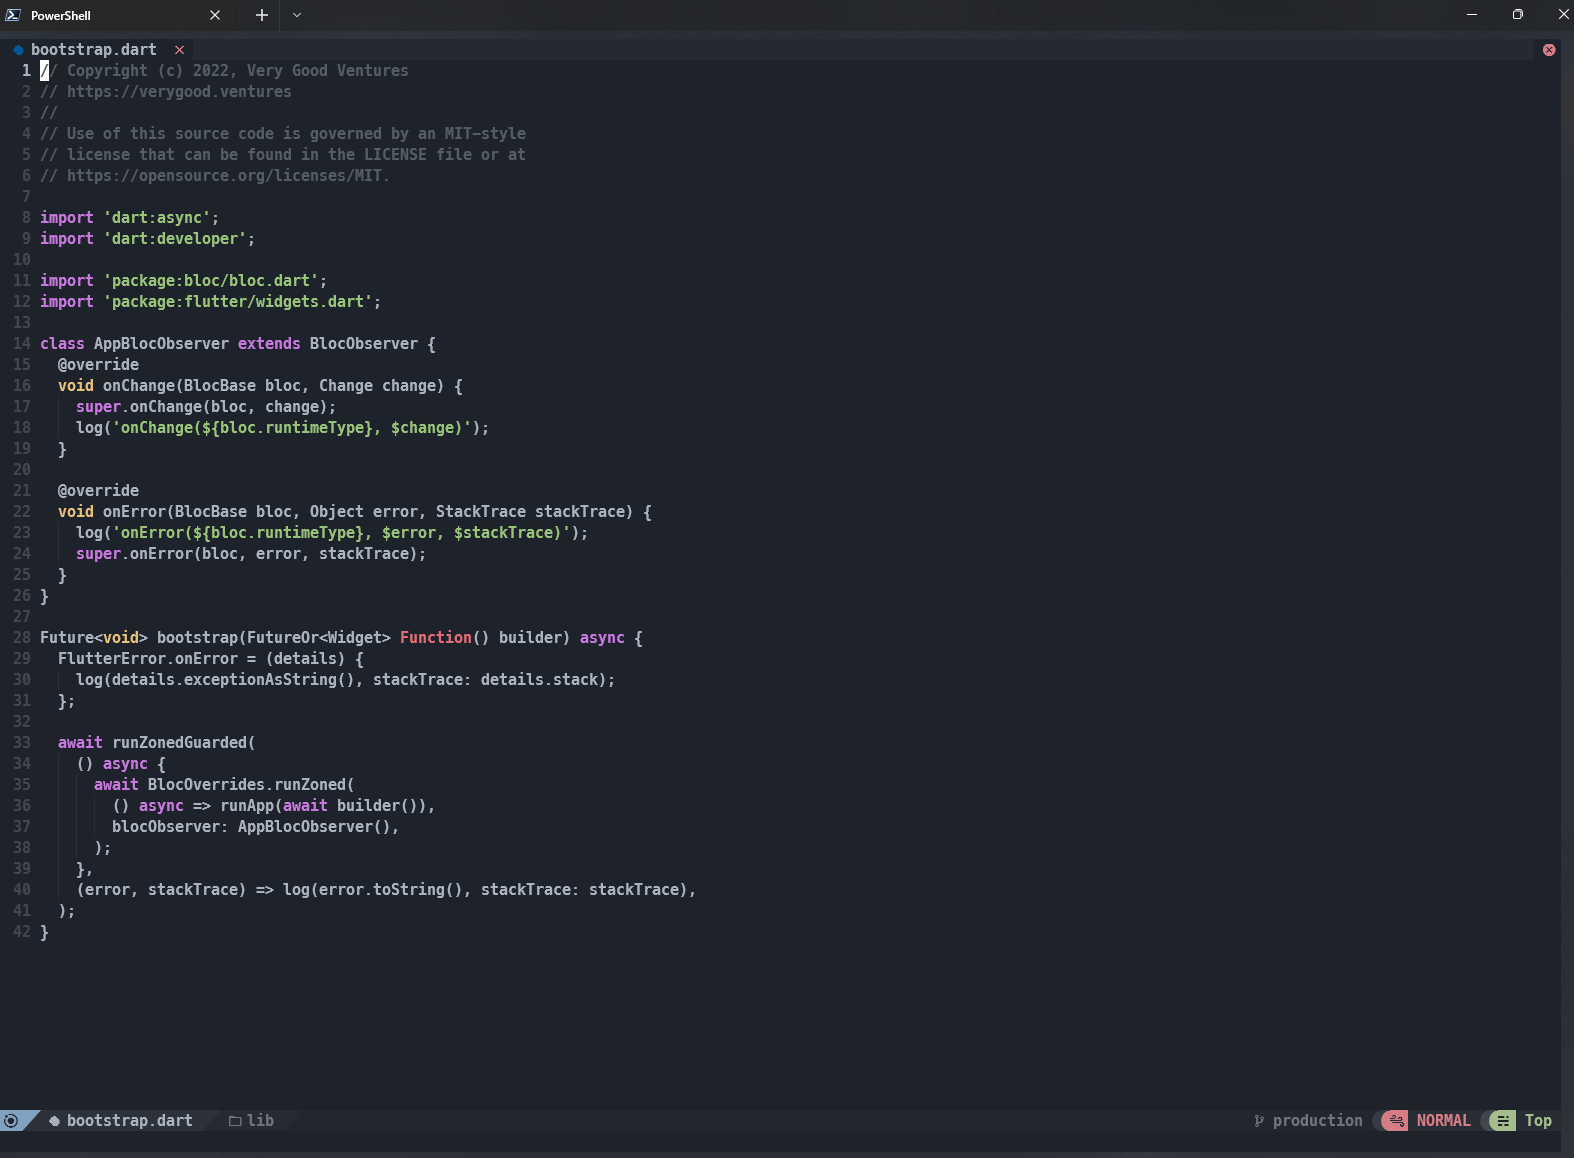 PowerShell
bootstrap.dart
1 // Copyright (c) 2022, Very Good Ventures
2 // https://verygood.ventures
3 //
4 // Use of this source code is governed by an MIT-style
5 // license that can be found in the LICENSE file or at
6 // https://opensource.org/licenses/MIT.
7
8 import 'dart:async';
9 import 'dart:developer';
10
11 import 'package:bloc/bloc.dart';
12 import 'package:flutter/widgets.dart';
13
14 class AppBlocObserver extends BlocObserver {
15   @override
16   void onChange(BlocBase bloc, Change change) {
17     super.onChange(bloc, change);
18     log('onChange(${bloc.runtimeType}, $change)');
19   }
20
21   @override
22   void onError(BlocBase bloc, Object error, StackTrace stackTrace) {
23     log('onError(${bloc.runtimeType}, $error, $stackTrace)');
24     super.onError(bloc, error, stackTrace);
25   }
26 }
27
28 Future<void> bootstrap(FutureOr<Widget> Function() builder) async {
29   FlutterError.onError = (details) {
30     log(details.exceptionAsString(), stackTrace: details.stack);
31   };
32
33   await runZonedGuarded(
34     () async {
35       await BlocOverrides.runZoned(
36         () async => runApp(await builder()),
37         blocObserver: AppBlocObserver(),
38       );
39     },
40     (error, stackTrace) => log(error.toString(), stackTrace: stackTrace),
41   );
42 }
bootstrap.dart lib production NORMAL Top